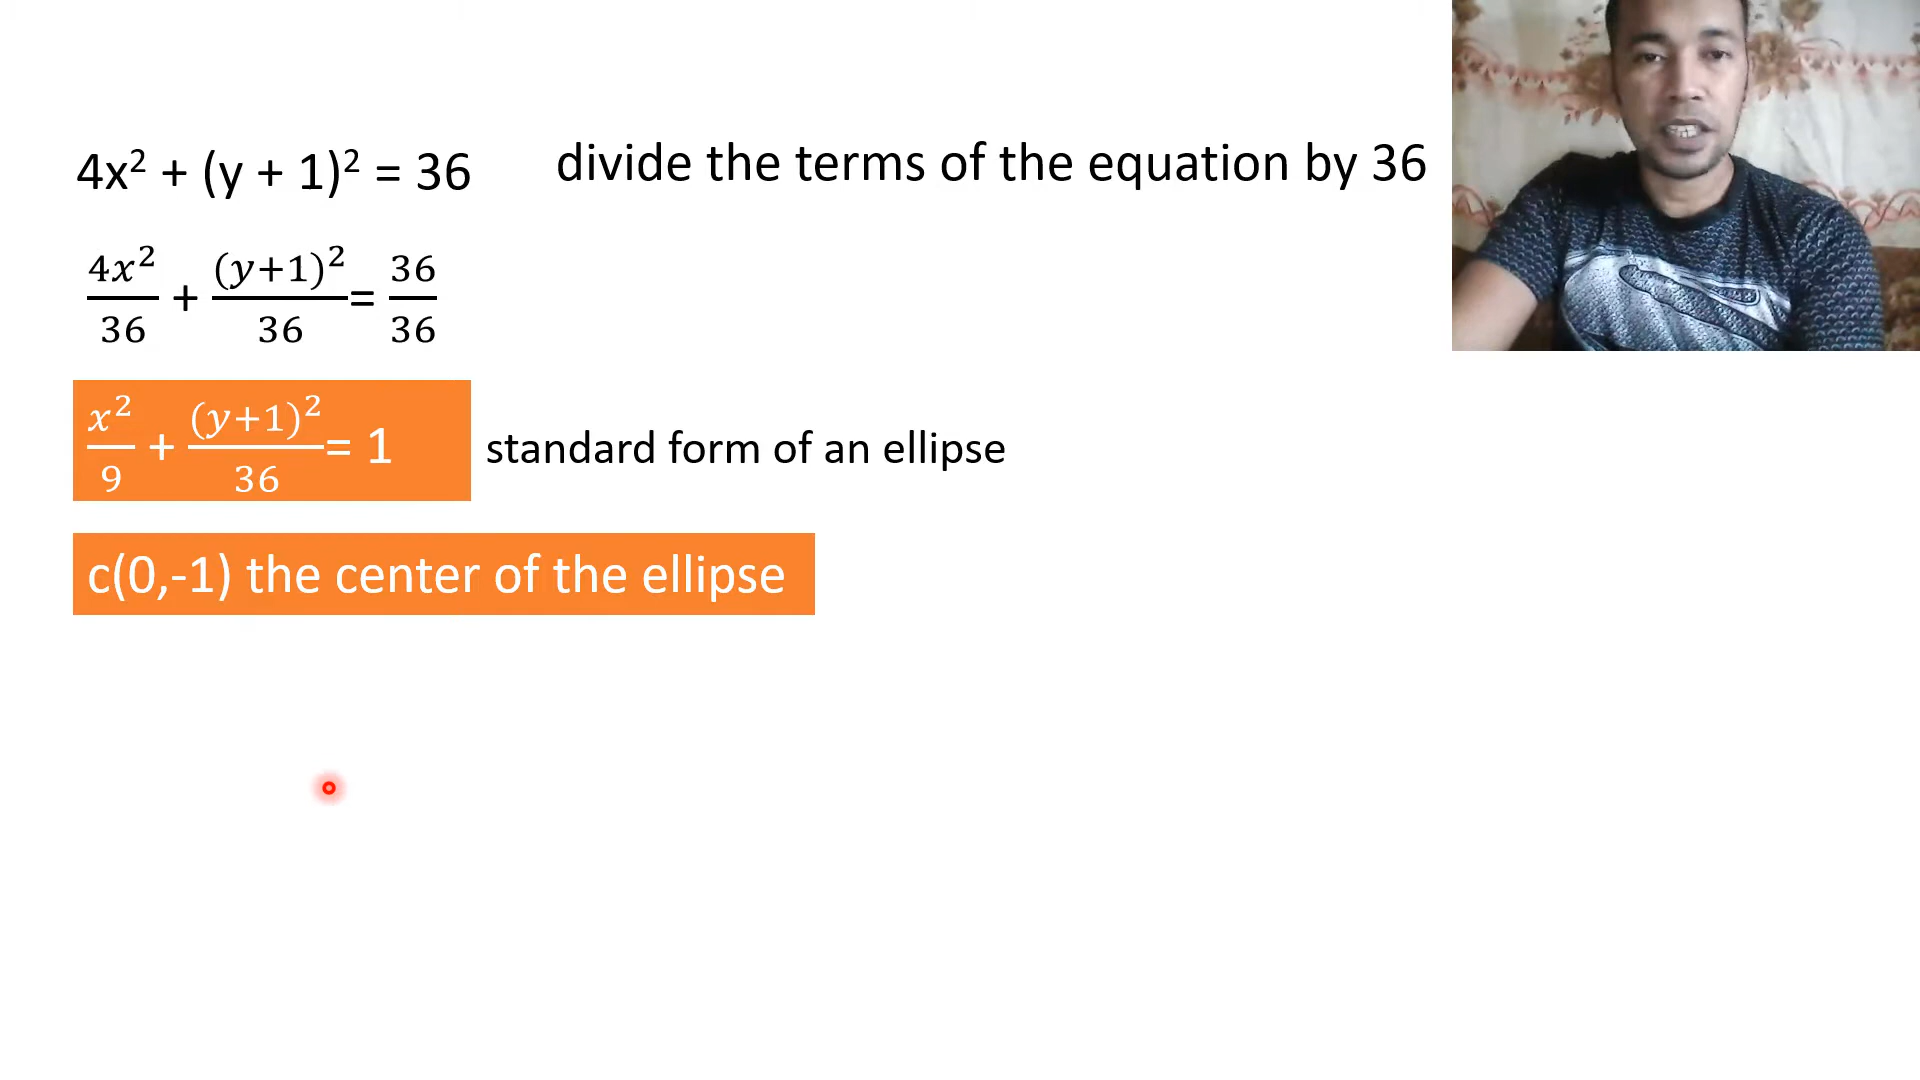 4x² + (y + 1)² = 36
divide the terms of the equation by 36
4x²/36 + (y+1)²/36 = 36/36
x²/9 + (y+1)²/36 = 1
standard form of an ellipse
c(0,-1) the center of the ellipse